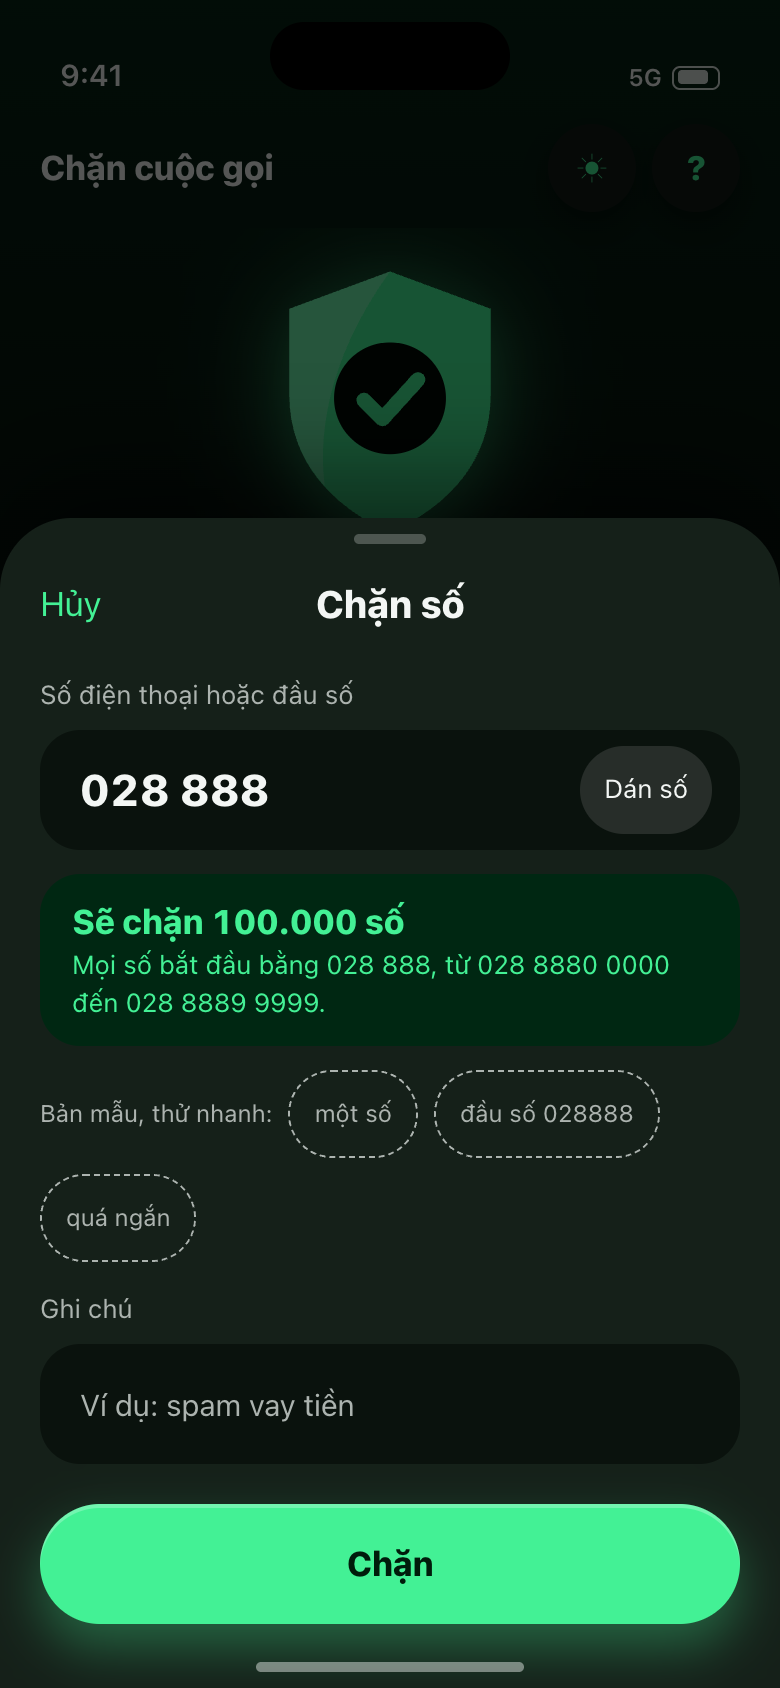 9:41
5G
Chặn cuộc gọi
?
Hủy
Chặn số
Số điện thoại hoặc đầu số
028 888
Dán số
Sẽ chặn 100.000 số
Mọi số bắt đầu bằng 028 888, từ 028 8880 0000
đến 028 8889 9999.
Bản mẫu, thử nhanh:
một số
đầu số 028888
quá ngắn
Ghi chú
Ví dụ: spam vay tiền
Chặn